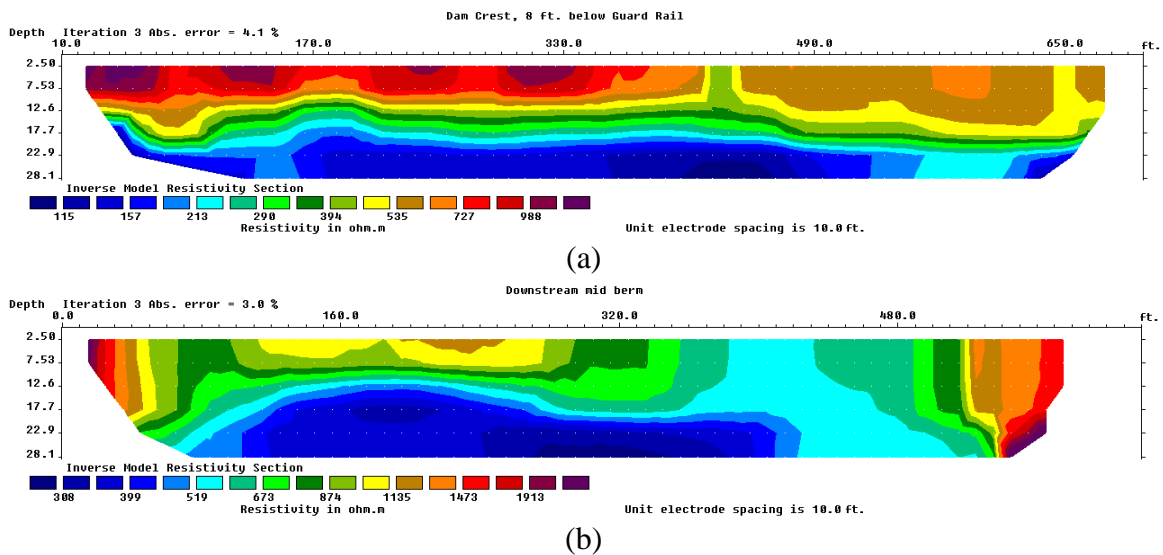 Dam Crest, 8 ft. below Guard Rail
Depth Iteration 3 Abs. error = 4.1 %
10.0 170.0 330.0 490.0 650.0 ft.
2.50
7.53
12.6
17.7
22.9
28.1
Inverse Model Resistivity Section
115 157 213 290 394 535 727 988
Resistivity in ohm.m Unit electrode spacing is 10.0 ft.
(a)
Downstream mid berm
Depth Iteration 3 Abs. error = 3.0 %
0.0 160.0 320.0 480.0 ft.
2.50
7.53
12.6
17.7
22.9
28.1
Inverse Model Resistivity Section
308 399 519 673 874 1135 1473 1913
Resistivity in ohm.m Unit electrode spacing is 10.0 ft.
(b)